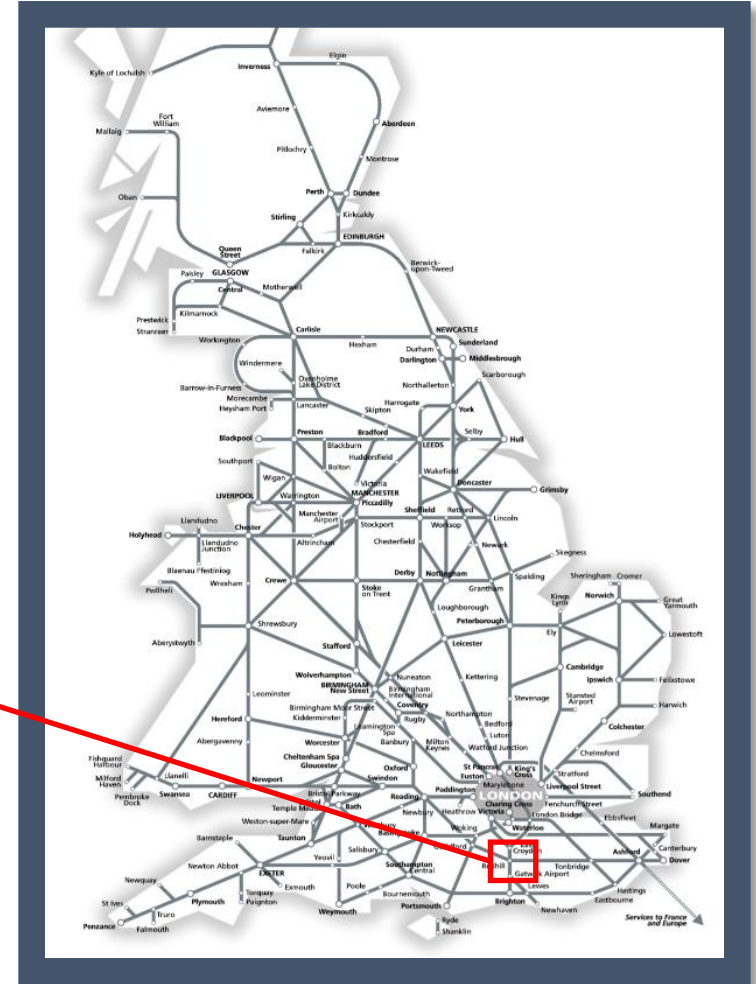 Elgin
Inverness
Kyle of Lochalsh
Aviemore
Fort
William
Aberdeen
Mallaig
Pitlochry
Montrose
Perth
Dundee
Oban
Stirling
Kirkcaldy
EDINBURGH
Queen
Street
Falkirk
Berwick-
upon-Tweed
Paisley
GLASGOW
Central
Motherwell
Prestwick
Kilmarnock
Stranraer
Carlisle
NEWCASTLE
Workington
Hexham
Sunderland
Durham
Darlington
Middlesbrough
Windermere
Scarborough
Oxenholme
Lake District
Barrow-in-Furness
Northallerton
Morecambe
Lancaster
Harrogate
Heysham Port
Skipton
York
Blackpool
Preston
Bradford
Selby
Blackburn
LEEDS
Hull
Huddersfield
Southport
Bolton
Wakefield
Wigan
Victoria
Doncaster
LIVERPOOL
Warrington
MANCHESTER
Piccadilly
Grimsby
Manchester
Airport
Sheffield
Retford
Llandudno
Stockport
Worksop
Lincoln
Holyhead
Chester
Llandudno
Junction
Altrincham
Chesterfield
Newark
Skegness
Blaenau Ffestiniog
Derby
Nottingham
Sheringham
Cromer
Pwllheli
Wrexham
Crewe
Stoke
on Trent
Grantham
Spalding
Kings
Lynn
Norwich
Great
Yarmouth
Loughborough
Shrewsbury
Peterborough
Ely
Lowestoft
Aberystwyth
Stafford
Leicester
Wolverhampton
Cambridge
BIRMINGHAM
New Street
Nuneaton
Kettering
Ipswich
Felixstowe
Leominster
Birmingham
International
Stevenage
Stansted
Airport
Birmingham Moor Street
Coventry
Harwich
Kidderminster
Rugby
Northampton
Hereford
Leamington
Spa
Bedford
Colchester
Abergavenny
Worcester
Banbury
Milton
Keynes
Luton
Watford Junction
Chelmsford
Cheltenham Spa
Gloucester
Oxford
St Pancras
King's
Cross
Euston
Stratford
Fishguard
Harbour
Llanelli
Newport
Swindon
Marylebone
Liverpool Street
Milford
Haven
Bristol Parkway
Reading
Paddington
LONDON
Southend
Pembroke
Dock
Swansea
CARDIFF
Temple Meads
Bath
Newbury
Heathrow
Victoria
Charing Cross
Fenchurch Street
London Bridge
Ebbsfleet
Weston-super-Mare
Westbury
Basingstoke
Woking
Waterloo
Margate
Barnstaple
Taunton
Salisbury
Guildford
East
Croydon
Canterbury
Newton Abbot
Yeovil
Southampton
Central
Redhill
Tonbridge
Ashford
Dover
Newquay
EXETER
Gatwick Airport
Exmouth
Poole
Bournemouth
Lewes
Hastings
St Ives
Plymouth
Torquay
Paignton
Weymouth
Portsmouth
Brighton
Newhaven
Eastbourne
Truro
Penzance
Falmouth
Ryde
Shanklin
Services to France
and Europe